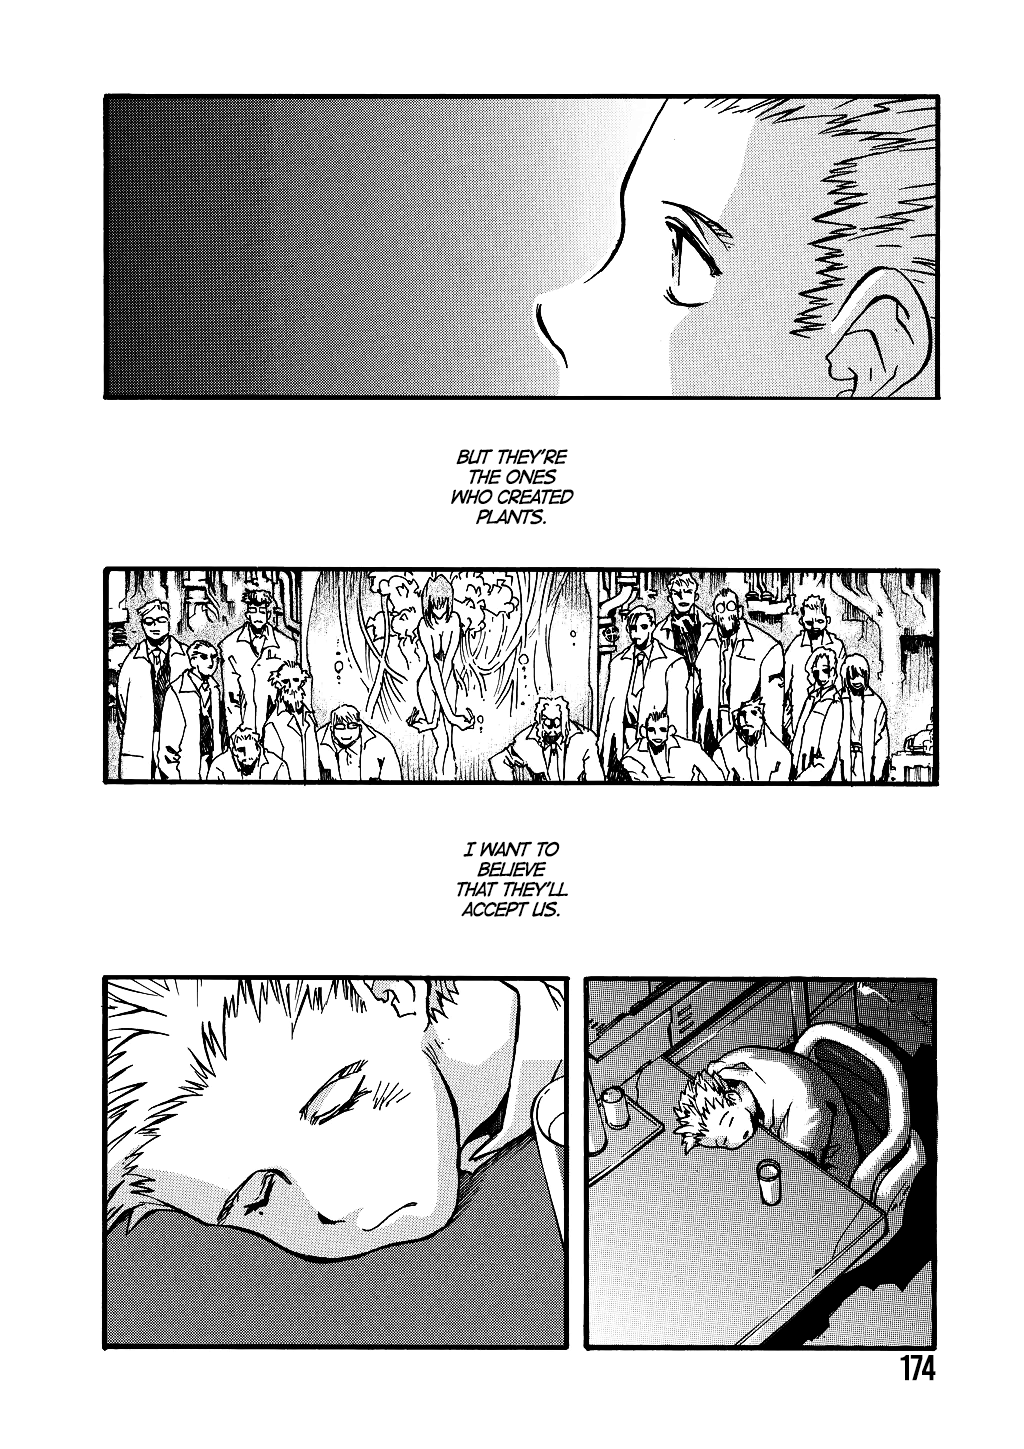 BUT THEY'RE
THE ONES
WHO CREATED
PLANTS.
I WANT TO
BELIEVE
THAT THEY'LL
ACCEPT US.
174